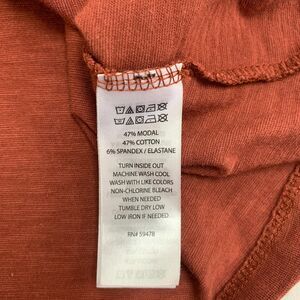 47% MODAL
47% COTTON
6% SPANDEX / ELASTANE
TURN INSIDE OUT
MACHINE WASH COOL
WASH WITH LIKE COLORS
NON-CHLORINE BLEACH
WHEN NEEDED
TUMBLE DRY LOW
LOW IRON IF NEEDED
RN# 59478